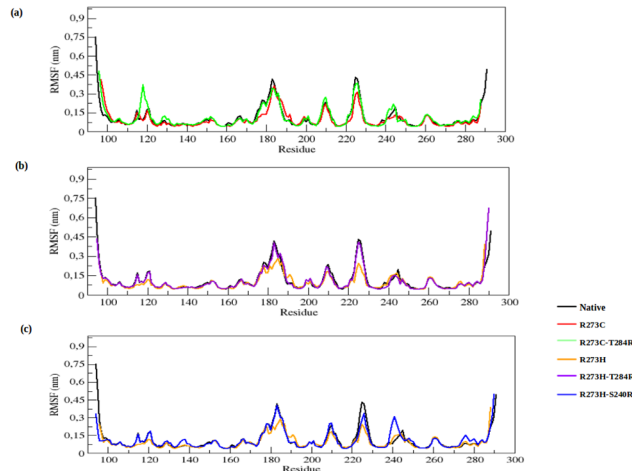 (a)
RMSF (nm)
0,9
0,75
0,6
0,45
0,3
0,15
0
100 120 140 160 180 200 220 240 260 280 300
Residue
(b)
RMSF (nm)
0,9
0,75
0,6
0,45
0,3
0,15
0
100 120 140 160 180 200 220 240 260 280 300
Residue
(c)
RMSF (nm)
0,9
0,75
0,6
0,45
0,3
0,15
0
100 120 140 160 180 200 220 240 260 280 300
Residue
Native
R273C
R273C-T284R
R273H
R273H-T284R
R273H-S240R